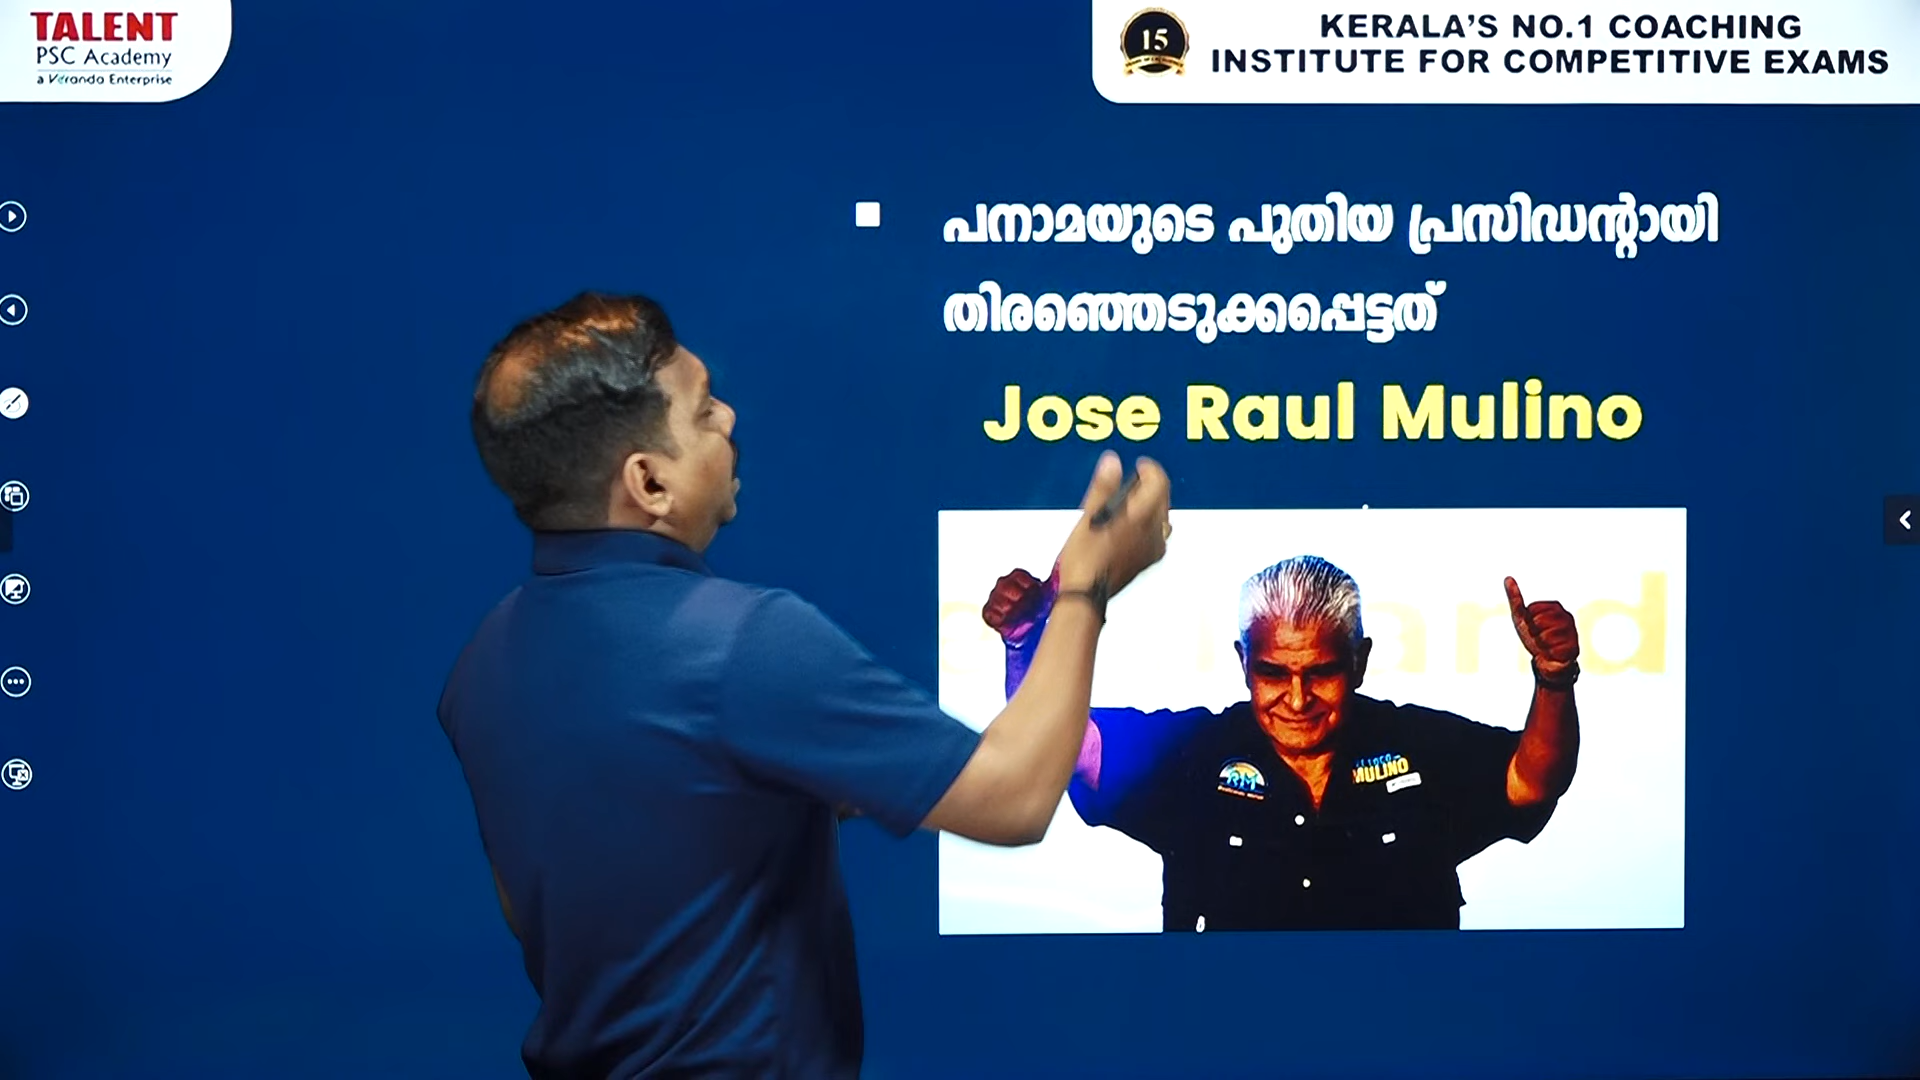 TALENT
PSC Academy
a Veranda Enterprise
15
KERALA'S NO.1 COACHING
INSTITUTE FOR COMPETITIVE EXAMS
പനാമയുടെ പുതിയ പ്രസിഡന്റായി
തിരഞ്ഞെടുക്കപ്പെട്ടത്
Jose Raul Mulino
RM
MULINO